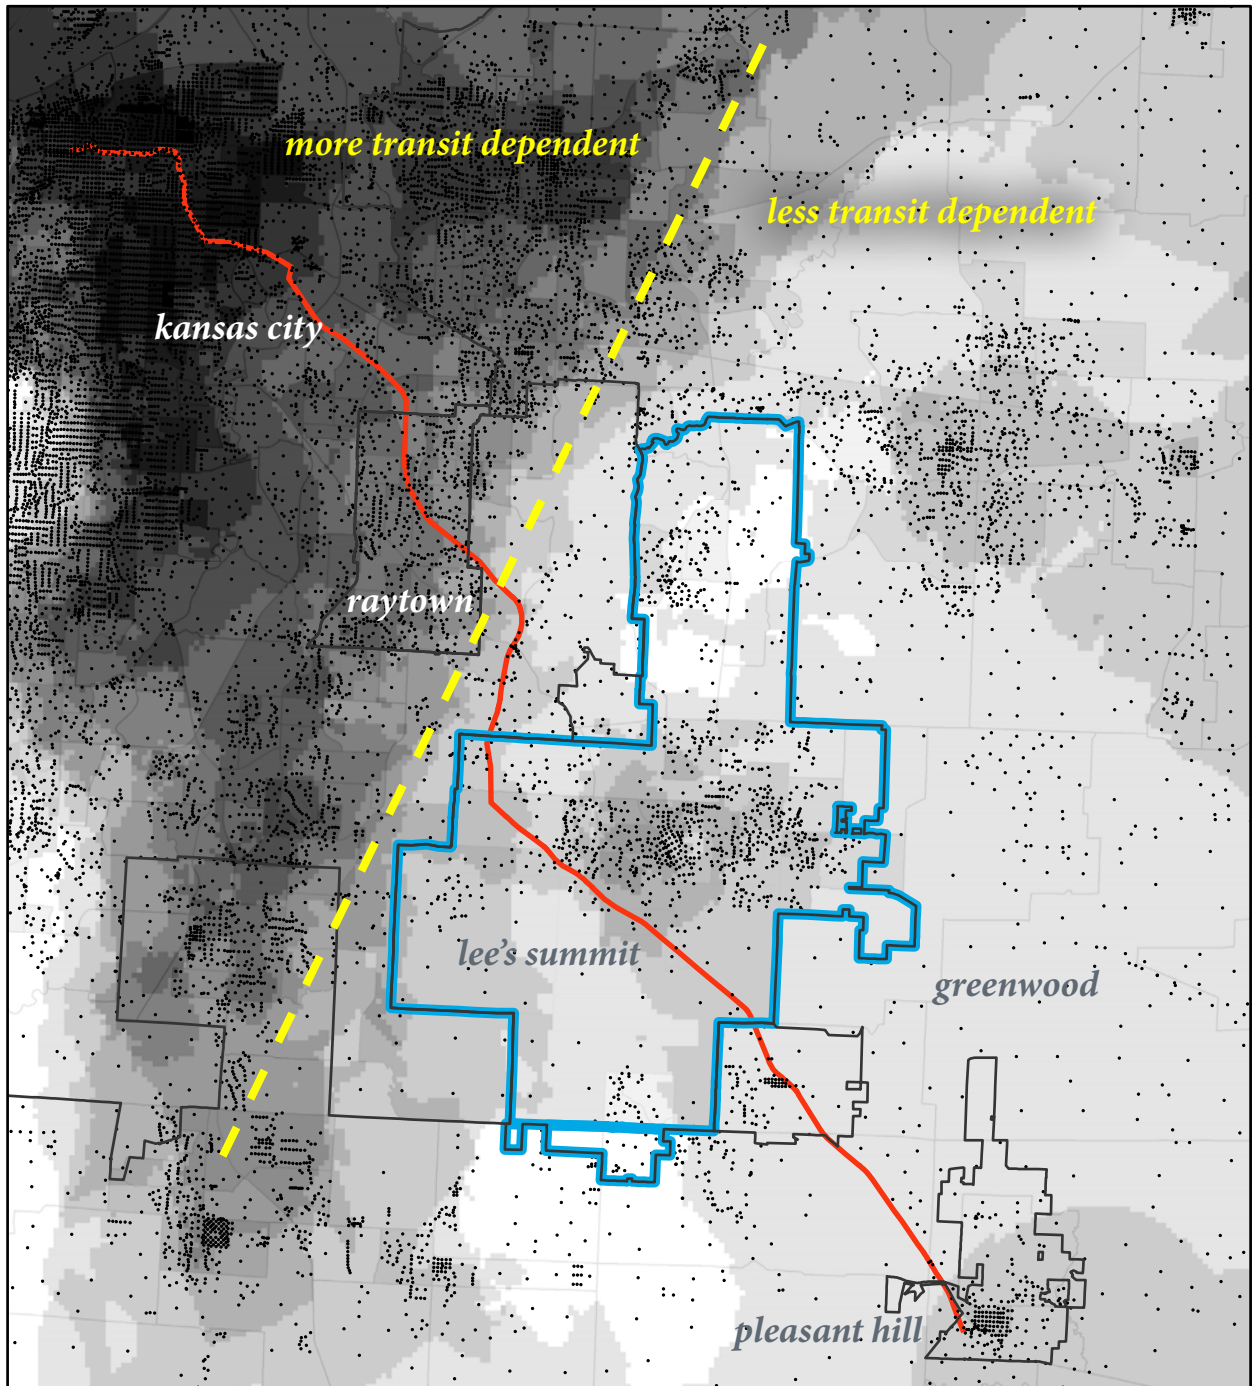 more transit dependent
less transit dependent
kansas city
raytown
lee's summit
greenwood
pleasant hill